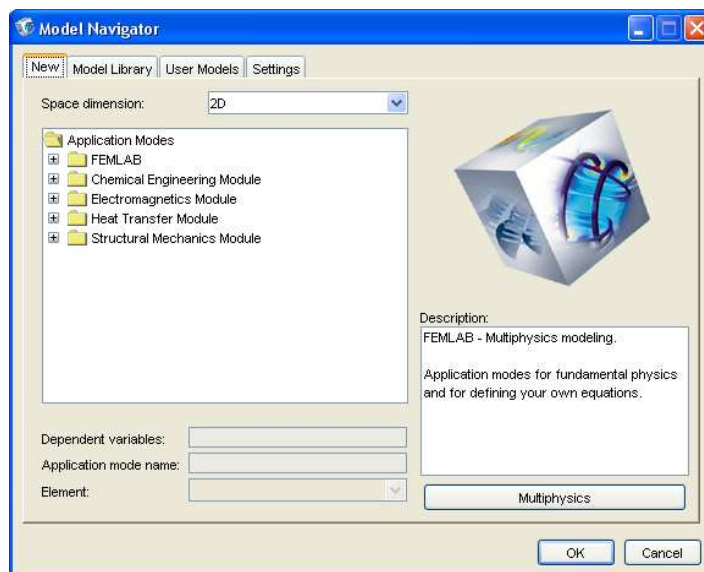 Model Navigator
New Model Library User Models Settings
Space dimension: 2D
Application Modes
FEMLAB
Chemical Engineering Module
Electromagnetics Module
Heat Transfer Module
Structural Mechanics Module
Description:
FEMLAB - Multiphysics modeling.
Application modes for fundamental physics
and for defining your own equations.
Dependent variables:
Application mode name:
Element:
Multiphysics
OK Cancel